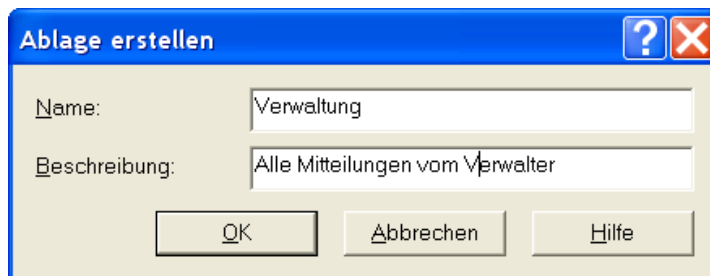 Ablage erstellen
Name: Verwaltung
Beschreibung: Alle Mitteilungen vom Verwalter
OK Abbrechen Hilfe